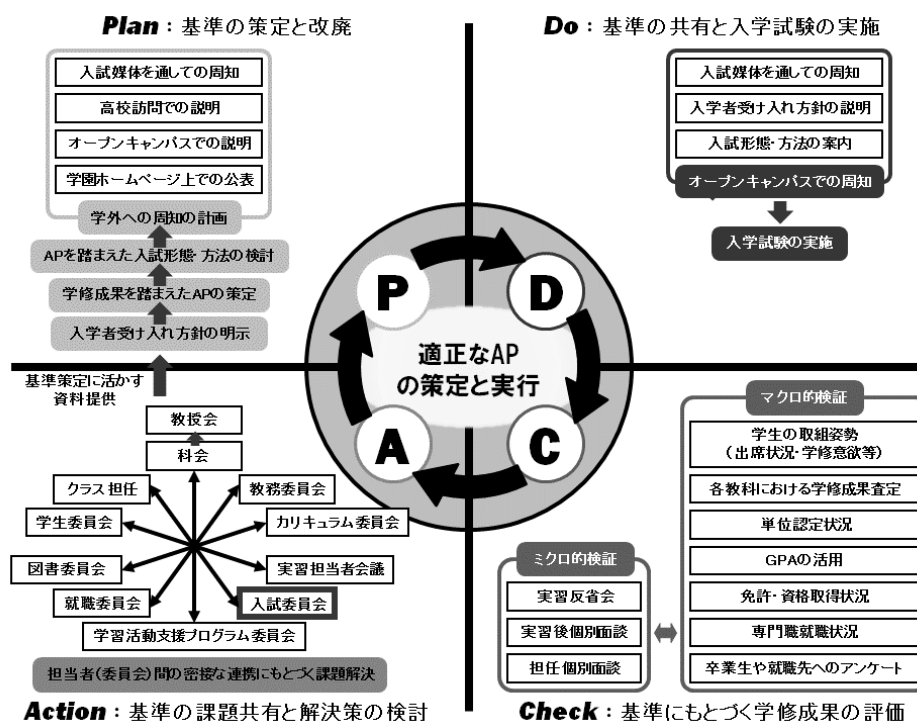 Plan：基準の策定と改廃
入試媒体を通しての周知
高校訪問での説明
オープンキャンパスでの説明
学園ホームページ上での公表
学外への周知の計画
APを踏まえた入試形態・方法の検討
学修成果を踏まえたAPの策定
入学者受け入れ方針の明示
Do：基準の共有と入学試験の実施
入試媒体を通しての周知
入学者受け入れ方針の説明
入試形態・方法の案内
オープンキャンパスでの周知
入学試験の実施
P
D
適正なAP
の策定と実行
A
C
基準策定に活かす
資料提供
教授会
科会
クラス担任
教務委員会
学生委員会
カリキュラム委員会
図書委員会
実習担当者会議
就職委員会
入試委員会
学習活動支援プログラム委員会
担当者(委員会)間の密接な連携にもとづく課題解決
Action：基準の課題共有と解決策の検討
マクロ的検証
学生の取組姿勢
（出席状況・学修意欲等）
各教科における学修成果査定
単位認定状況
GPAの活用
免許・資格取得状況
専門職就職状況
卒業生や就職先へのアンケート
ミクロ的検証
実習反省会
実習後個別面談
担任個別面談
Check：基準にもとづく学修成果の評価